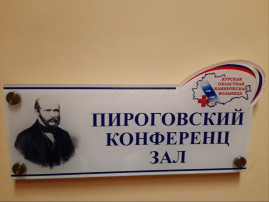 КУРСКАЯ
ОБЛАСТНАЯ
КЛИНИЧЕСКАЯ
БОЛЬНИЦА
ПИРОГОВСКИЙ
КОНФЕРЕНЦ
ЗАЛ